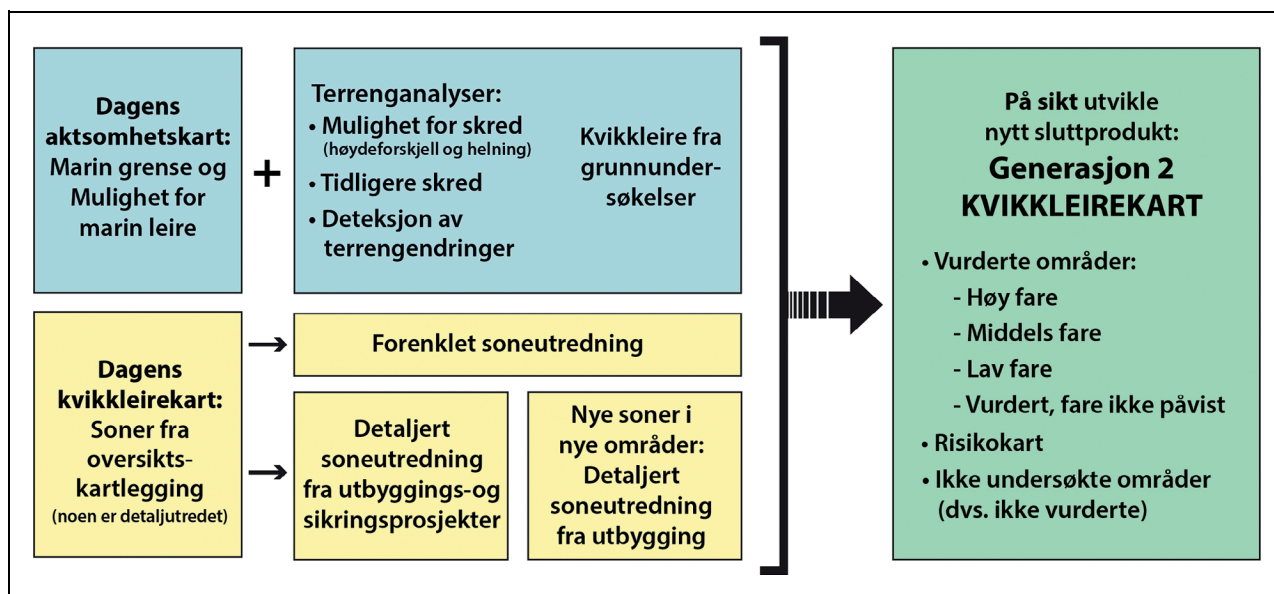 Dagens
aktsomhetskart:
Marin grense og
Mulighet for
marin leire
+
Terrenganalyser:
• Mulighet for skred
(høydeforskjell og helning)
• Tidligere skred
• Deteksjon av
terrengendringer
Kvikkleire fra
grunnunder-
søkelser
Dagens
kvikkleirekart:
Soner fra
oversikts-
kartlegging
(noen er detaljutredet)
Forenklet soneutredning
Detaljert
soneutredning
fra utbyggings-og
sikringsprosjekter
Nye soner i
nye områder:
Detaljert
soneutredning
fra utbygging
På sikt utvikle
nytt sluttprodukt:
Generasjon 2
KVIKKLEIREKART
• Vurderte områder:
- Høy fare
- Middels fare
- Lav fare
- Vurdert, fare ikke påvist
• Risikokart
• Ikke undersøkte områder
(dvs. ikke vurderte)